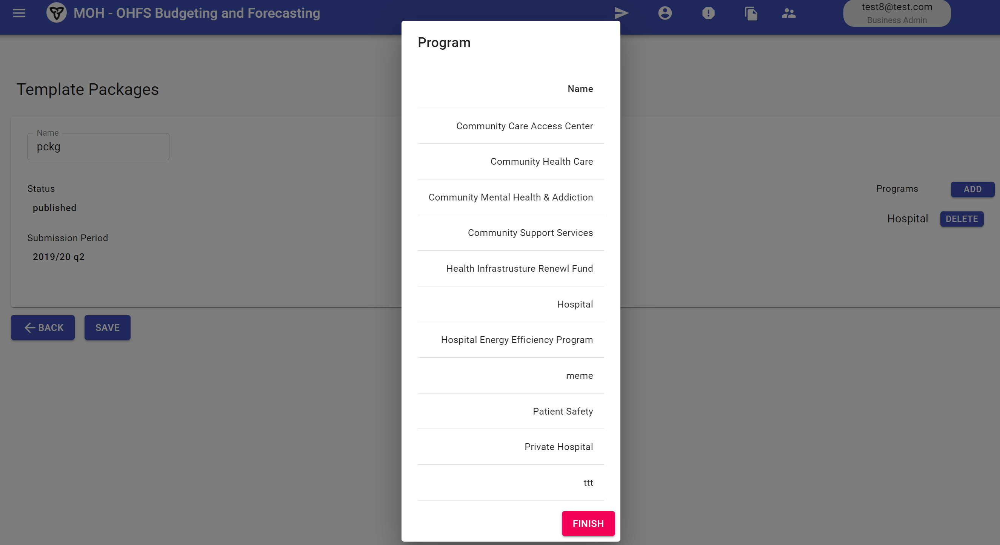 MOH - OHFS Budgeting and Forecasting
test8@test.com
Business Admin
Template Packages
Name
pckg
Status
published
Submission Period
2019/20 q2
Programs
ADD
Hospital
DELETE
BACK
SAVE
Program
Name
Community Care Access Center
Community Health Care
Community Mental Health & Addiction
Community Support Services
Health Infrastrusture Renewl Fund
Hospital
Hospital Energy Efficiency Program
meme
Patient Safety
Private Hospital
ttt
FINISH